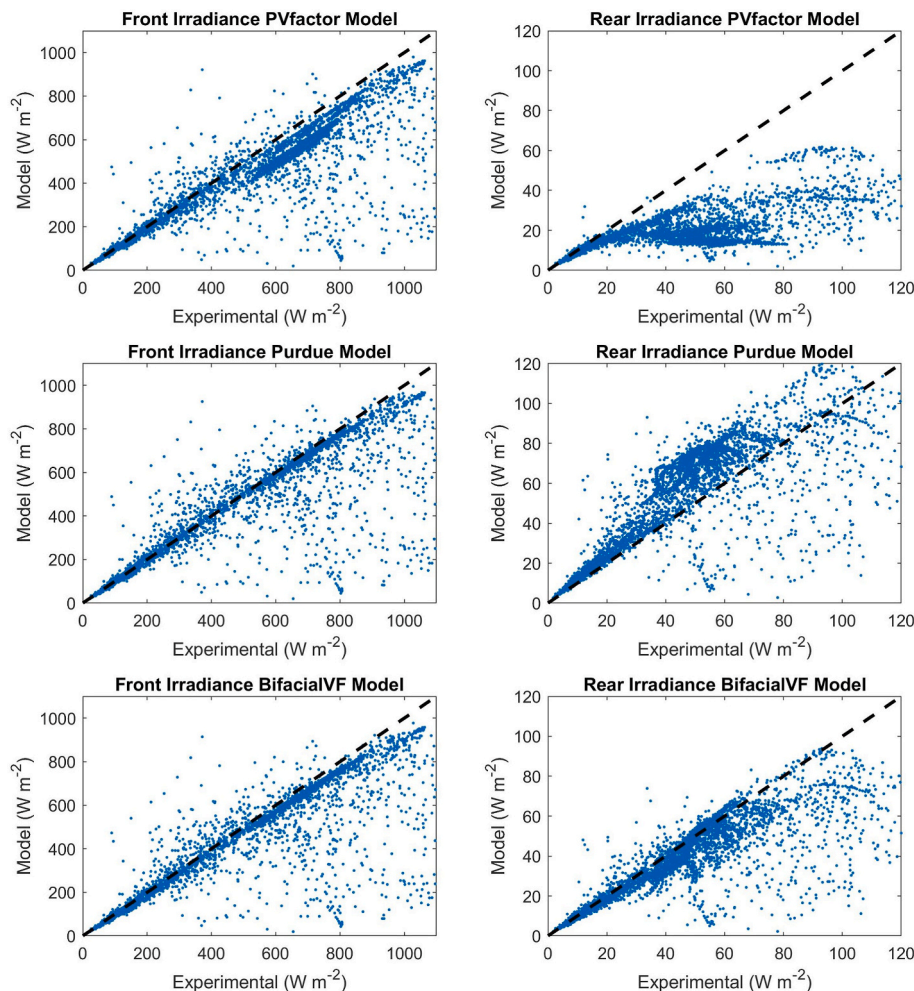 Front Irradiance PVfactor Model
1000
800
600
400
200
0
0 200 400 600 800 1000
Model (W m⁻²)
Experimental (W m⁻²)
Rear Irradiance PVfactor Model
120
100
80
60
40
20
0
0 20 40 60 80 100 120
Model (W m⁻²)
Experimental (W m⁻²)
Front Irradiance Purdue Model
1000
800
600
400
200
0
0 200 400 600 800 1000
Model (W m⁻²)
Experimental (W m⁻²)
Rear Irradiance Purdue Model
120
100
80
60
40
20
0
0 20 40 60 80 100 120
Model (W m⁻²)
Experimental (W m⁻²)
Front Irradiance BifacialVF Model
1000
800
600
400
200
0
0 200 400 600 800 1000
Model (W m⁻²)
Experimental (W m⁻²)
Rear Irradiance BifacialVF Model
120
100
80
60
40
20
0
0 20 40 60 80 100 120
Model (W m⁻²)
Experimental (W m⁻²)